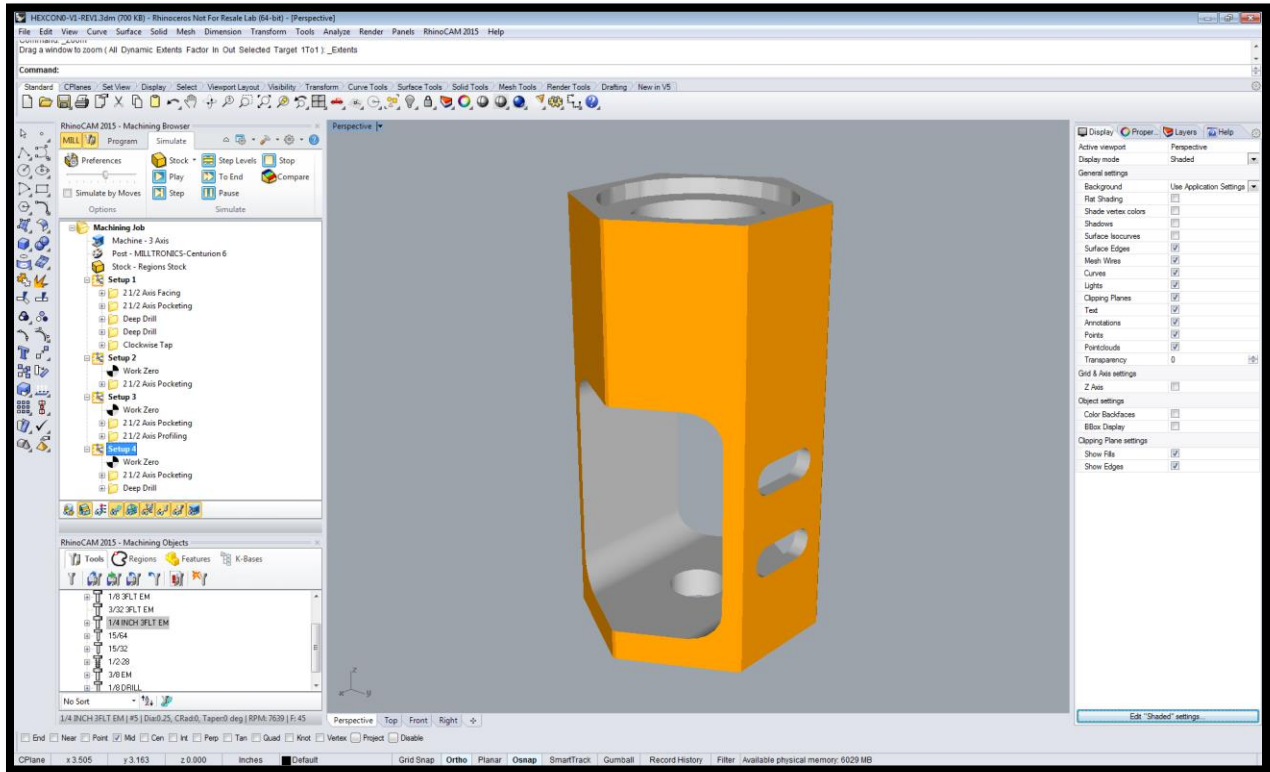 HEXCON0-V1-REV1.3dm (700 KB) - Rhinoceros Not For Resale Lab (64-bit) - [Perspective]
File Edit View Curve Surface Solid Mesh Dimension Transform Tools Analyze Render Panels RhinoCAM 2015 Help
Drag a window to zoom ( All Dynamic Extents Factor In Out Selected Target 1To1 ): _Extents
Command:
Standard CPlanes Set View Display Select Viewport Layout Visibility Transform Curve Tools Surface Tools Solid Tools Mesh Tools Render Tools Drafting New in V5
RhinoCAM 2015 - Machining Browser
MILL Program Simulate
Preferences Stock Step Levels Stop
Play To End Compare
Simulate by Moves Step Pause
Options Simulate
Machining Job
Machine - 3 Axis
Post - MILLTRONICS-Centurion 6
Stock - Regions Stock
Setup 1
2 1/2 Axis Facing
2 1/2 Axis Pocketing
Deep Drill
Deep Drill
Clockwise Tap
Setup 2
Work Zero
2 1/2 Axis Pocketing
Setup 3
Work Zero
2 1/2 Axis Pocketing
2 1/2 Axis Profiling
Setup 4
Work Zero
2 1/2 Axis Pocketing
Deep Drill
RhinoCAM 2015 - Machining Objects
Tools Regions Features K-Bases
1/8 3FLT EM
3/32 3FLT EM
1/4 INCH 3FLT EM
15/64
15/32
1/2-28
3/8 EM
1/8 DRILL
No Sort
1/4 INCH 3FLT EM | #5 | Dia:0.25, CRad:0, Taper:0 deg | RPM: 7639 | F: 45
Perspective
z
x y
Perspective Top Front Right
Display Proper... Layers Help
Active viewport Perspective
Display mode Shaded
General settings
Background Use Application Settings
Flat Shading
Shade vertex colors
Shadows
Surface Isocurves
Surface Edges
Mesh Wires
Curves
Lights
Clipping Planes
Text
Annotations
Points
Pointclouds
Transparency 0
Grid & Axis settings
Z Axis
Object settings
Color Backfaces
BBox Display
Clipping Plane settings
Show Fills
Show Edges
Edit "Shaded" settings...
End Near Point Mid Cen Int Perp Tan Quad Knot Vertex Project Disable
CPlane x 3.505 y 3.163 z 0.000 Inches Default Grid Snap Ortho Planar Osnap SmartTrack Gumball Record History Filter Available physical memory: 6029 MB